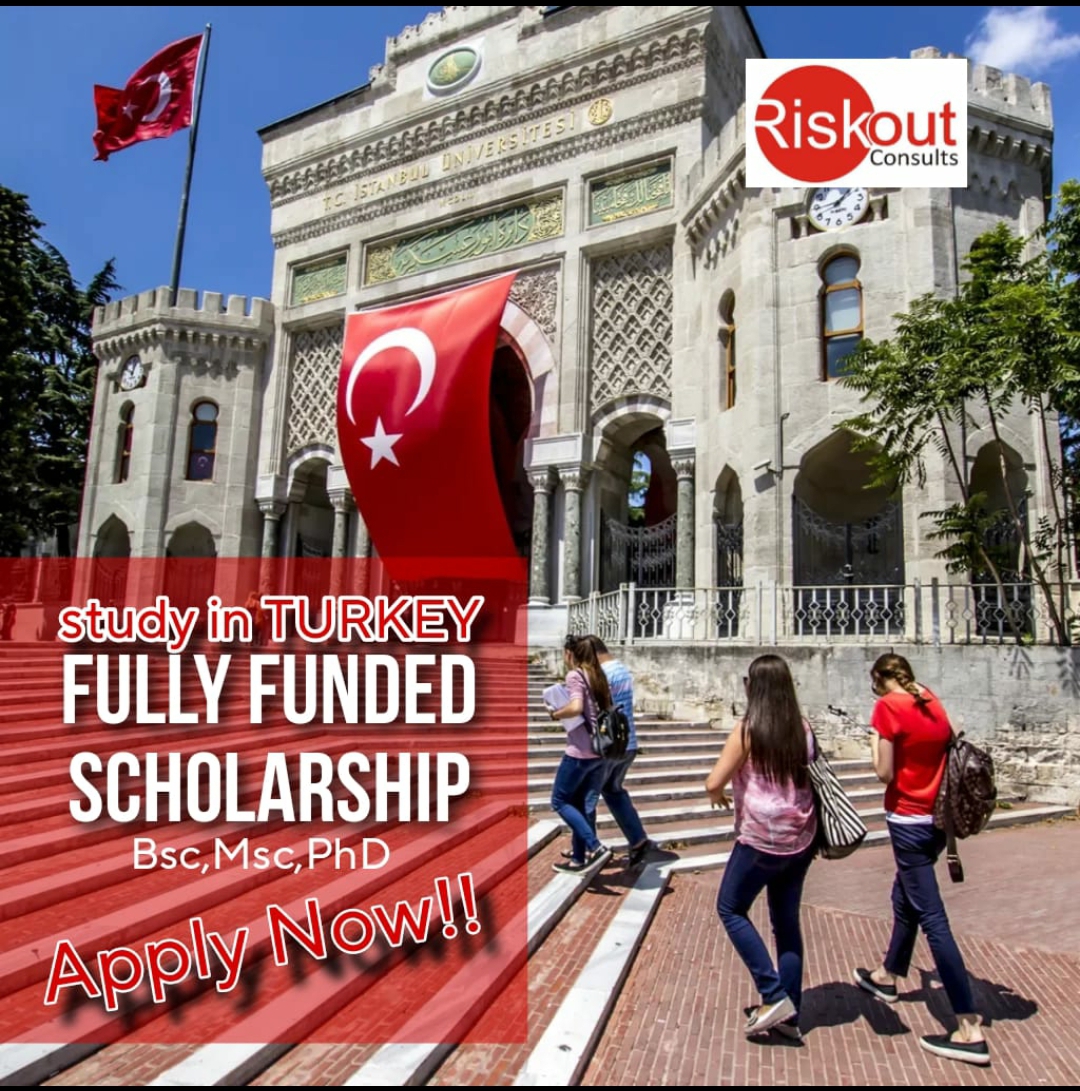 Riskout
Consults
T.C. İSTANBUL ÜNİVERSİTESİ
study in TURKEY
FULLY FUNDED
SCHOLARSHIP
Bsc,Msc,PhD
Apply Now!!